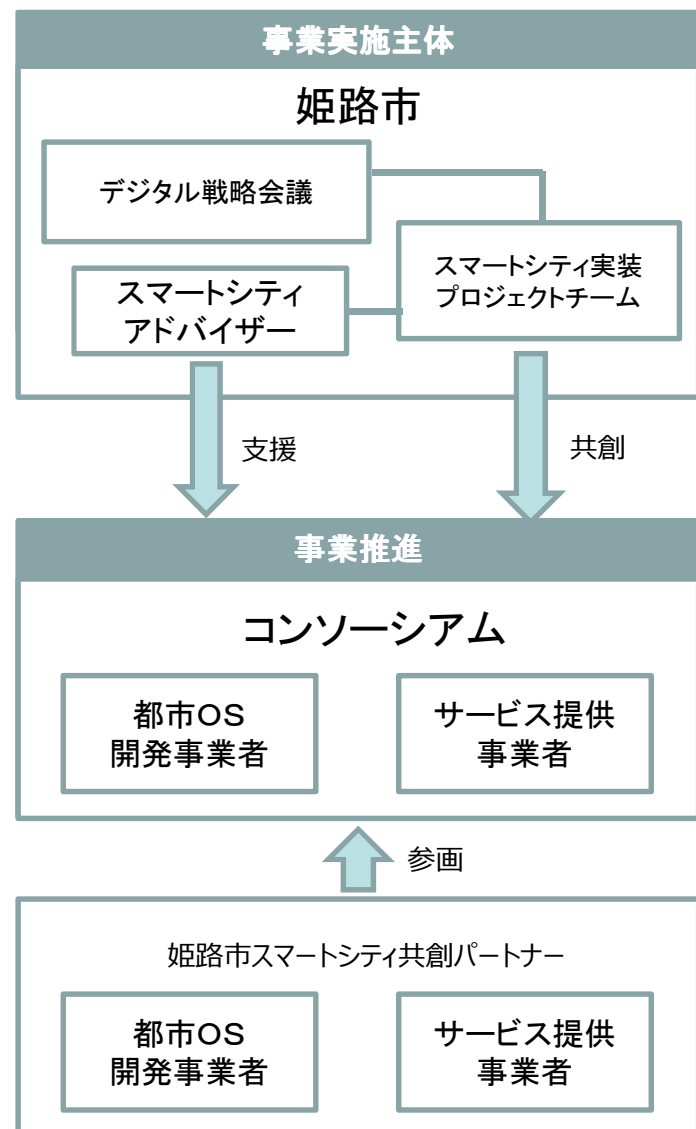 事業実施主体
姫路市
デジタル戦略会議
スマートシティ実装
プロジェクトチーム
スマートシティ
アドバイザー
支援
共創
事業推進
コンソーシアム
都市OS
開発事業者
サービス提供
事業者
参画
姫路市スマートシティ共創パートナー
都市OS
開発事業者
サービス提供
事業者